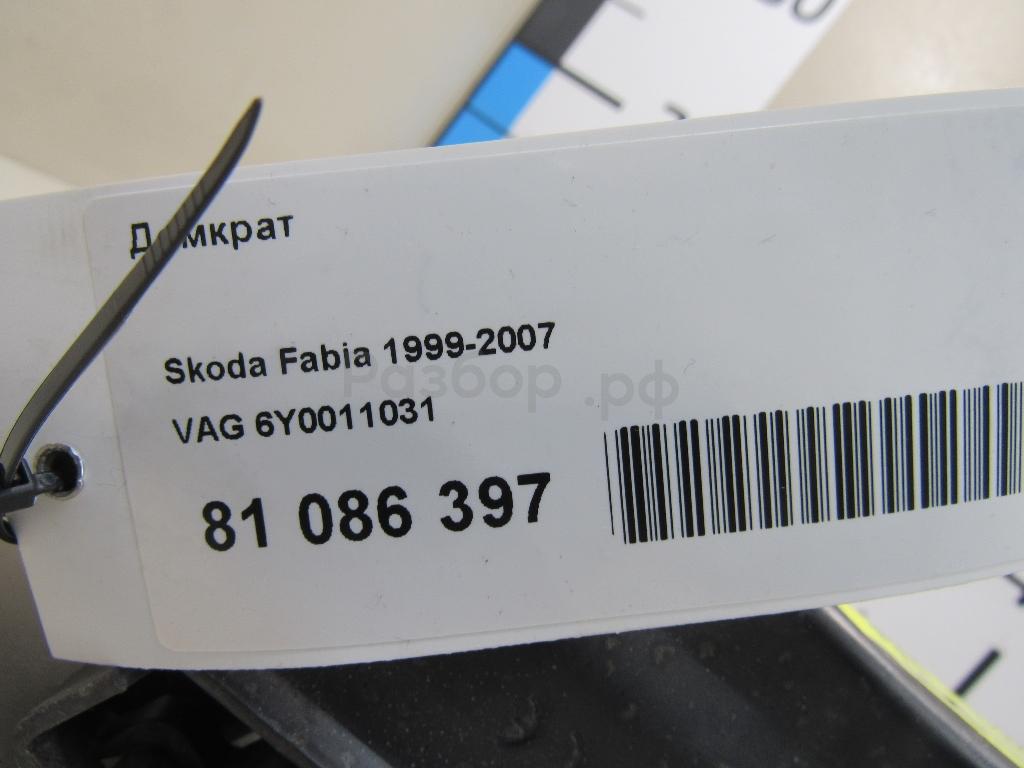 Домкрат
Skoda Fabia 1999-2007
Разбор.рф
VAG 6Y0011031
81 086 397